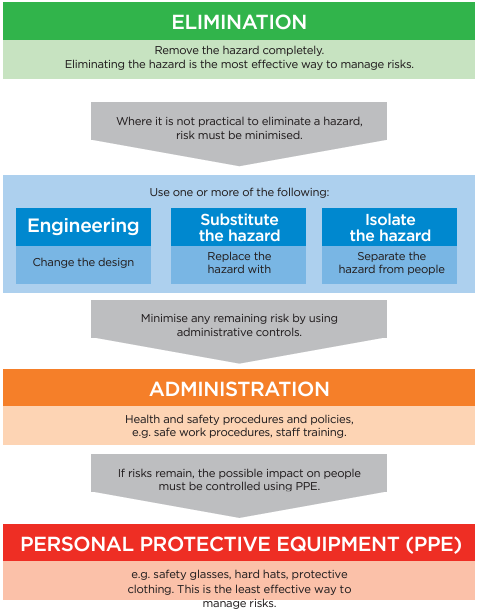 ELIMINATION
Remove the hazard completely.
Eliminating the hazard is the most effective way to manage risks.
Where it is not practical to eliminate a hazard,
risk must be minimised.
Use one or more of the following:
Engineering
Change the design
Substitute
the hazard
Replace the
hazard with
Isolate
the hazard
Separate the
hazard from people
Minimise any remaining risk by using
administrative controls.
ADMINISTRATION
Health and safety procedures and policies,
e.g. safe work procedures, staff training.
If risks remain, the possible impact on people
must be controlled using PPE.
PERSONAL PROTECTIVE EQUIPMENT (PPE)
e.g. safety glasses, hard hats, protective
clothing. This is the least effective way to
manage risks.